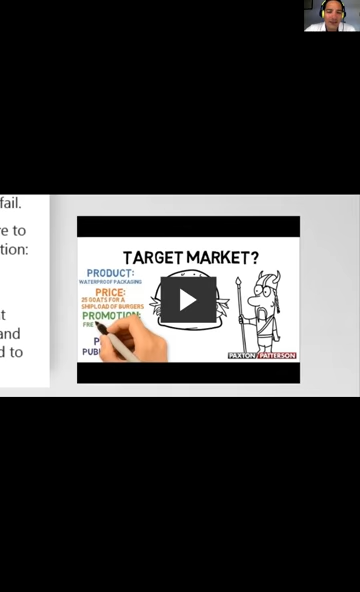 fail.
tion:
and
d to
TARGET MARKET?
PRODUCT:
WATERPROOF PACKAGING
PRICE:
25 GOATS FOR A
SHIPLOAD OF BURGERS
PROMOTION:
FRE
P
PUB
PAXTON/PATTERSON